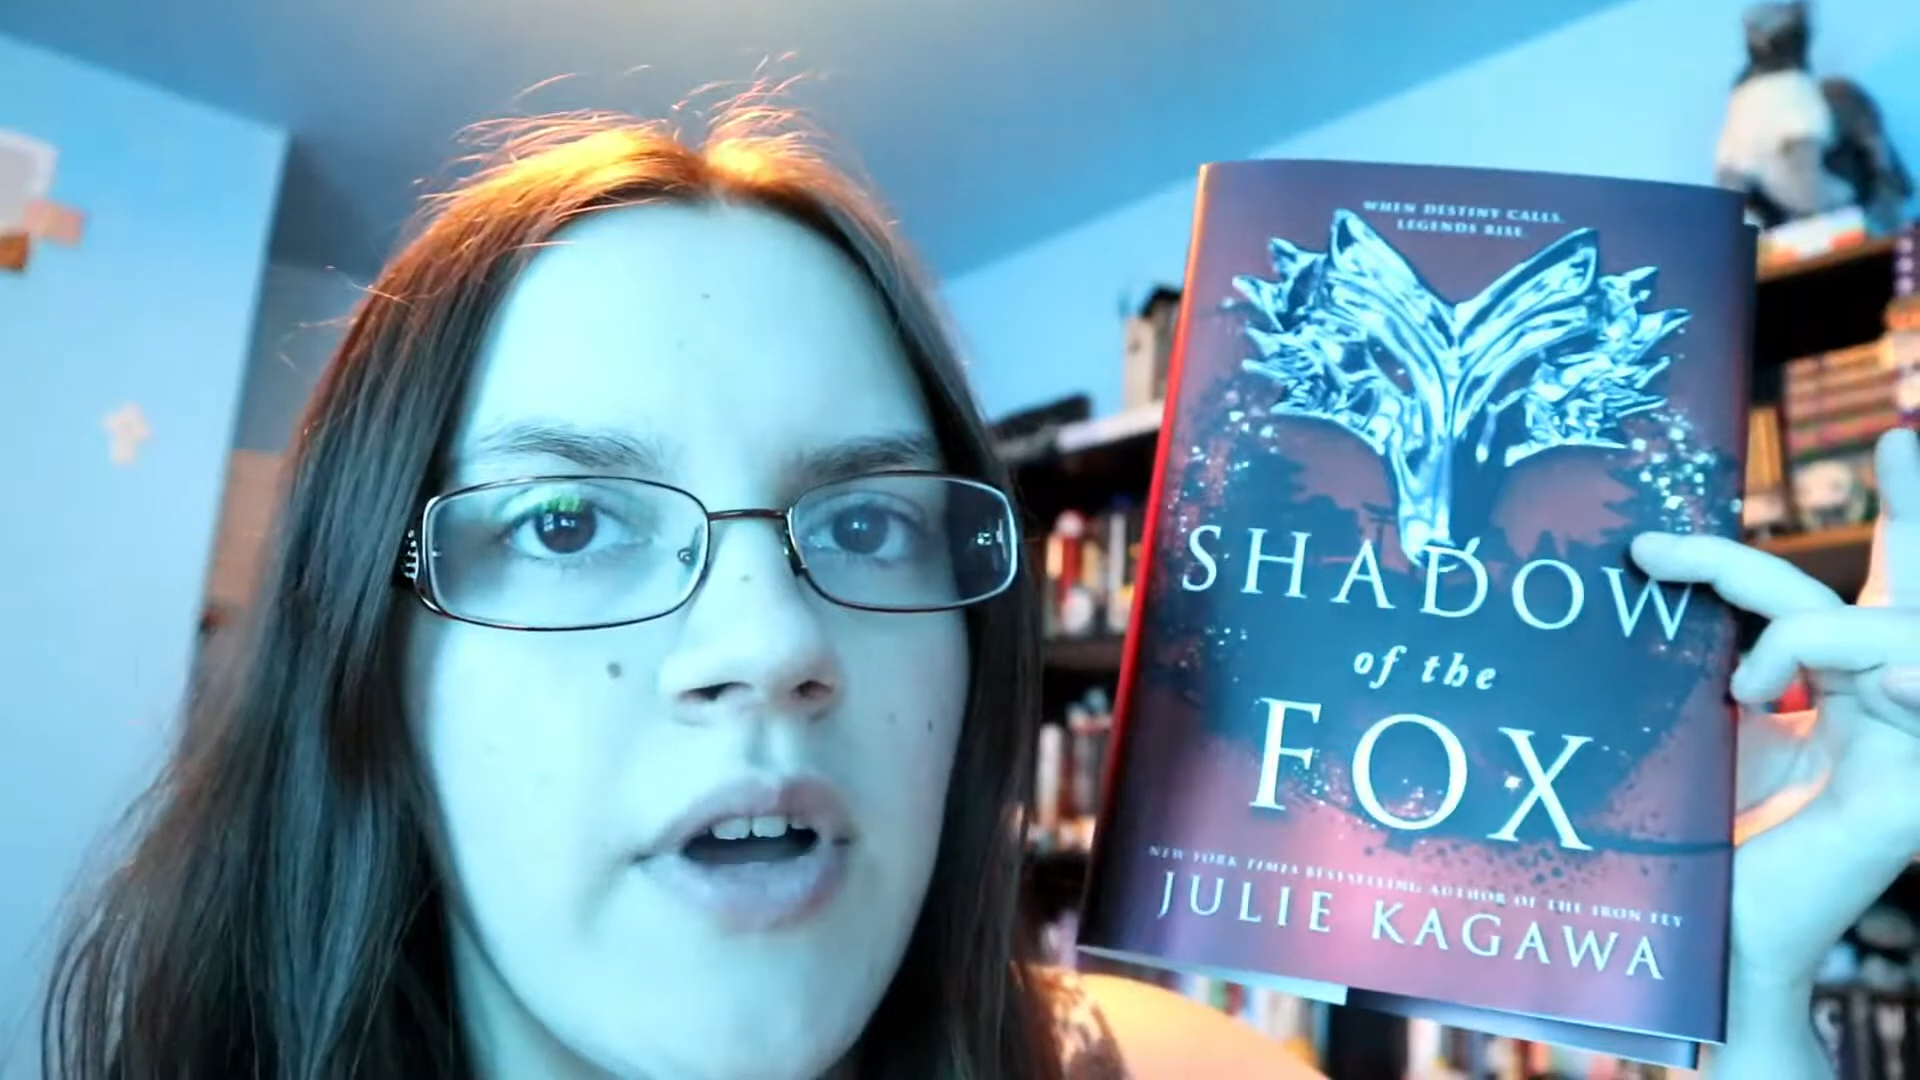 WHEN DESTINY CALLS,
LEGENDS RISE.
SHADOW
of the
FOX
NEW YORK TIMES BESTSELLING AUTHOR OF THE IRON FEY
JULIE KAGAWA